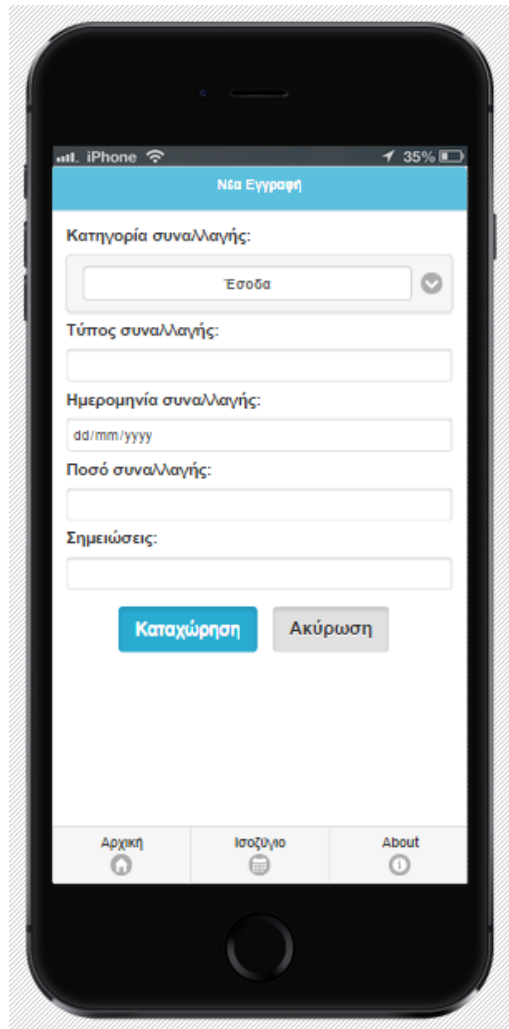 iPhone 35%
Νέα Εγγραφή
Κατηγορία συναλλαγής:
Έσοδα
Τύπος συναλλαγής:
Ημερομηνία συναλλαγής:
dd/mm/yyyy
Ποσό συναλλαγής:
Σημειώσεις:
Καταχώρηση Ακύρωση
Αρχική Ισοζύγιο About